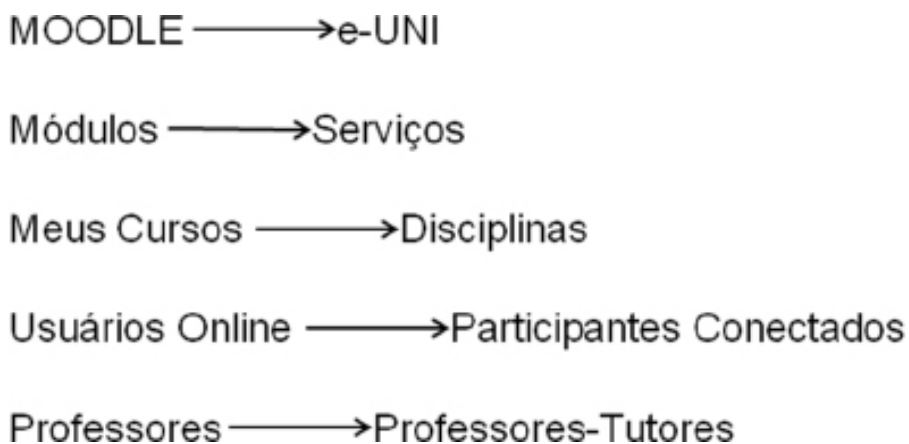 MOODLE → e-UNI
Módulos → Serviços
Meus Cursos → Disciplinas
Usuários Online → Participantes Conectados
Professores → Professores-Tutores